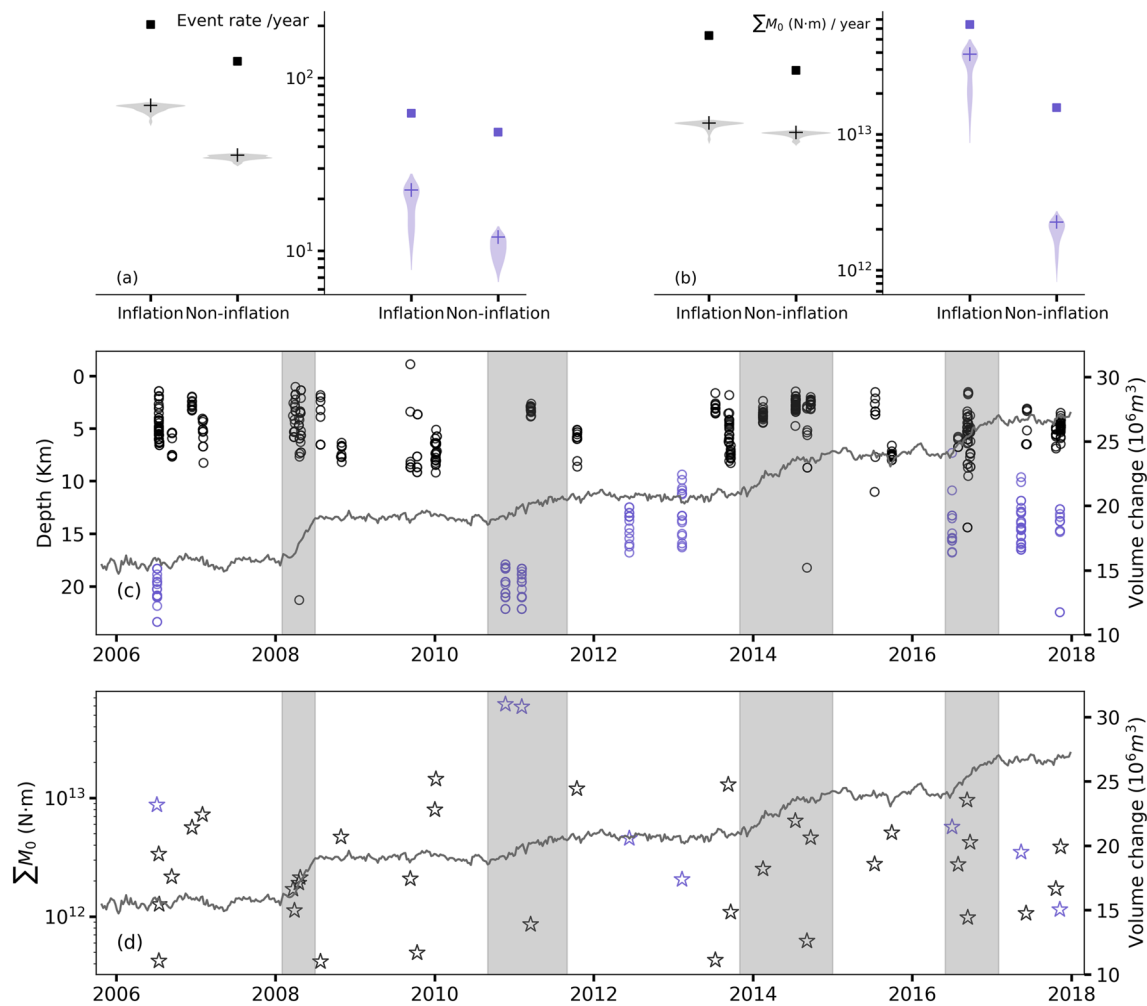 Event rate /year
10²
10¹
(a)
Inflation Non-inflation
Inflation Non-inflation
∑M₀ (N·m) / year
10¹³
10¹²
(b)
Inflation Non-inflation
Inflation Non-inflation
Depth (Km)
0
5
10
15
20
(c)
30
25
20
15
10
Volume change (10⁶m³)
2006 2008 2010 2012 2014 2016 2018
∑M₀ (N·m)
10¹³
10¹²
(d)
30
25
20
15
10
Volume change (10⁶m³)
2006 2008 2010 2012 2014 2016 2018